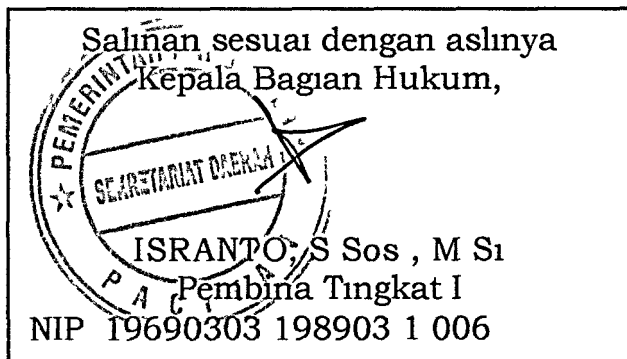 Salinan sesuai dengan aslinya
Kepala Bagian Hukum,
PEMERINTAH
SEKRETARIAT DAERAH
ISRANTO, S Sos , M Si
Pembina Tingkat I
NIP 19690303 198903 1 006